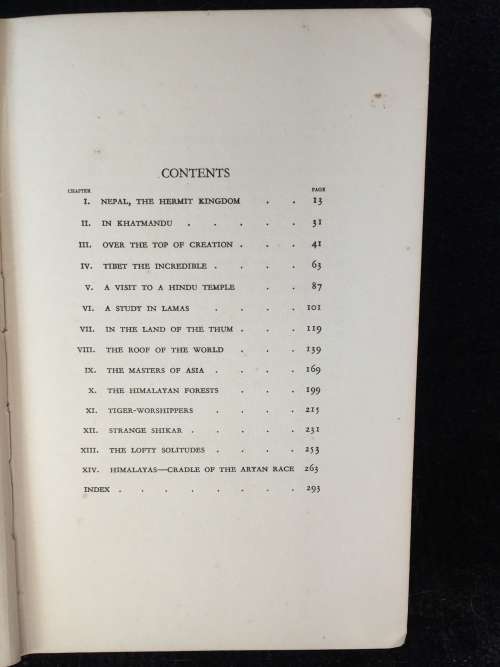 CONTENTS
CHAPTER PAGE
I. NEPAL, THE HERMIT KINGDOM . . 13
II. IN KHATMANDU . . . . . 31
III. OVER THE TOP OF CREATION . . . 41
IV. TIBET THE INCREDIBLE . . . . 63
V. A VISIT TO A HINDU TEMPLE . . . 87
VI. A STUDY IN LAMAS . . . . 101
VII. IN THE LAND OF THE THUM . . . 119
VIII. THE ROOF OF THE WORLD . . . 139
IX. THE MASTERS OF ASIA . . . . 169
X. THE HIMALAYAN FORESTS . . . 199
XI. TIGER-WORSHIPPERS . . . . 215
XII. STRANGE SHIKAR . . . . . 231
XIII. THE LOFTY SOLITUDES . . . . 253
XIV. HIMALAYAS—CRADLE OF THE ARYAN RACE 263
INDEX . . . . . . . . 293